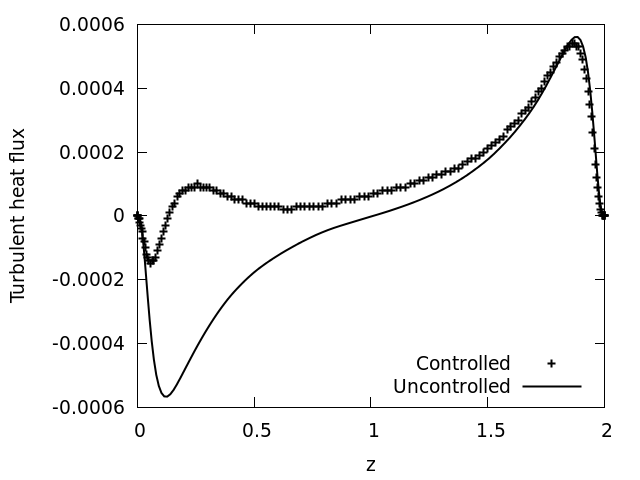 0.0006
0.0004
0.0002
0
-0.0002
-0.0004
-0.0006
Turbulent heat flux
Controlled
Uncontrolled
0 0.5 1 1.5 2
z